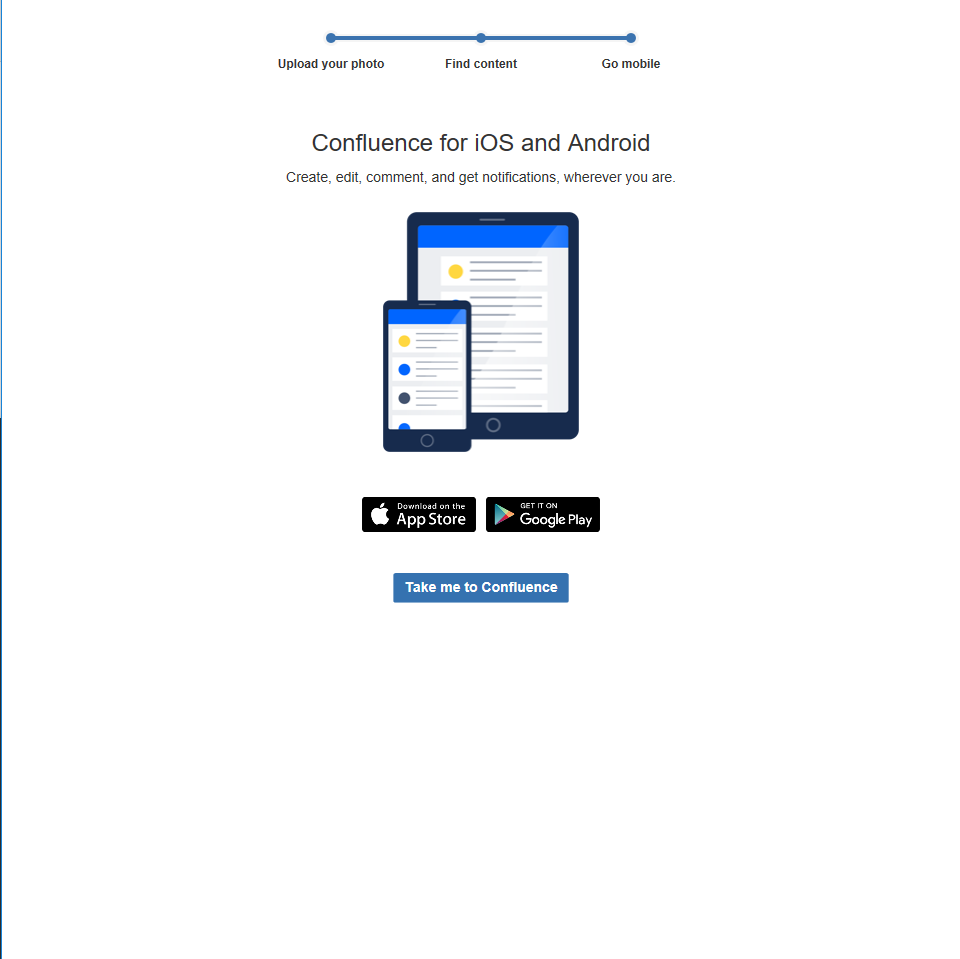 Upload your photo Find content Go mobile
Confluence for iOS and Android
Create, edit, comment, and get notifications, wherever you are.
Download on the GET IT ON
App Store Google Play
Take me to Confluence